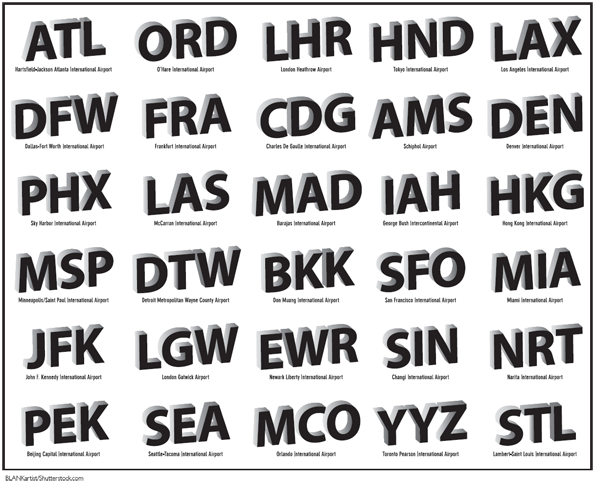 ATL ORD LHR HND LAX
Hartsfield-Jackson Atlanta International Airport O'Hare International Airport London Heathrow Airport Tokyo International Airport Los Angeles International Airport
DFW FRA CDG AMS DEN
Dallas-Fort Worth International Airport Frankfurt International Airport Charles De Gaulle International Airport Schiphol Airport Denver International Airport
PHX LAS MAD IAH HKG
Sky Harbor International Airport McCarran International Airport Barajas International Airport George Bush Intercontinental Airport Hong Kong International Airport
MSP DTW BKK SFO MIA
Minneapolis/Saint Paul International Airport Detroit Metropolitan Wayne County Airport Don Muang International Airport San Francisco International Airport Miami International Airport
JFK LGW EWR SIN NRT
John F. Kennedy International Airport London Gatwick Airport Newark Liberty International Airport Changi International Airport Narita International Airport
PEK SEA MCO YYZ STL
Beijing Capital International Airport Seattle-Tacoma International Airport Orlando International Airport Toronto Pearson International Airport Lambert-Saint Louis International Airport
BLANKartist/Shutterstock.com